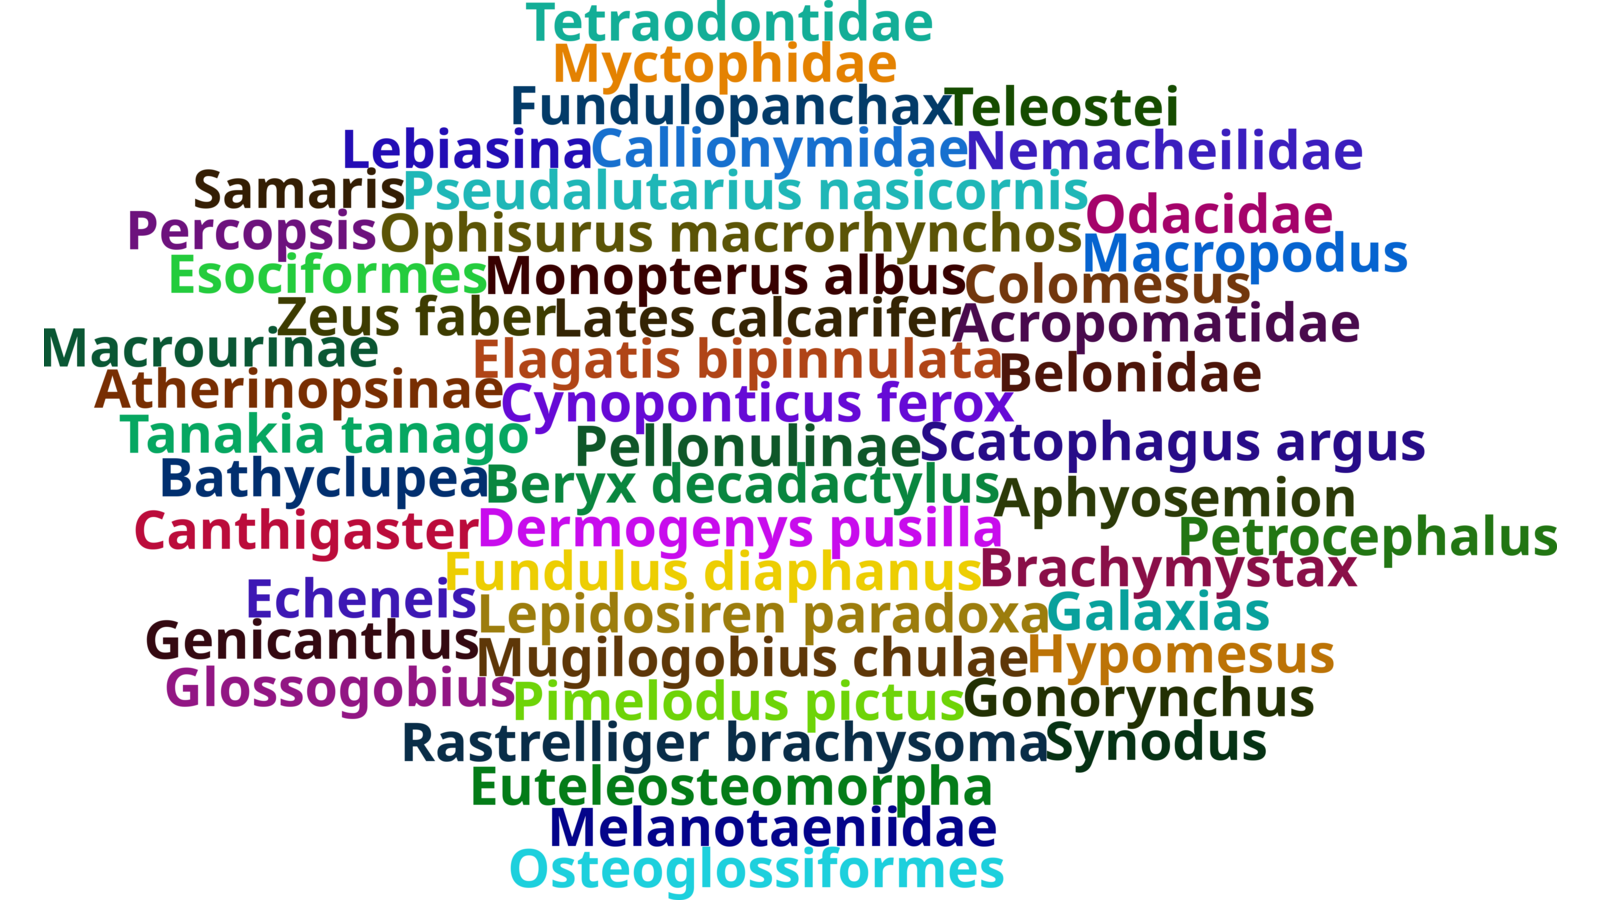 Tetraodontidae
Myctophidae
Fundulopanchax Teleostei
Lebiasina Callionymidae Nemacheilidae
Samaris Pseudalutarius nasicornis Odacidae
Percopsis Ophisurus macrorhynchos Macropodus
Esociformes Monopterus albus Colomesus
Zeus faber Lates calcarifer Acropomatidae
Macrourinae Elagatis bipinnulata Belonidae
Atherinopsinae Cynoponticus ferox
Tanakia tanago Pellonulinae Scatophagus argus
Bathyclupea Beryx decadactylus Aphyosemion
Canthigaster Dermogenys pusilla Petrocephalus
Fundulus diaphanus Brachymystax
Echeneis Lepidosiren paradoxa Galaxias
Genicanthus Mugilogobius chulae Hypomesus
Glossogobius Pimelodus pictus Gonorynchus
Rastrelliger brachysoma Synodus
Euteleosteomorpha
Melanotaeniidae
Osteoglossiformes